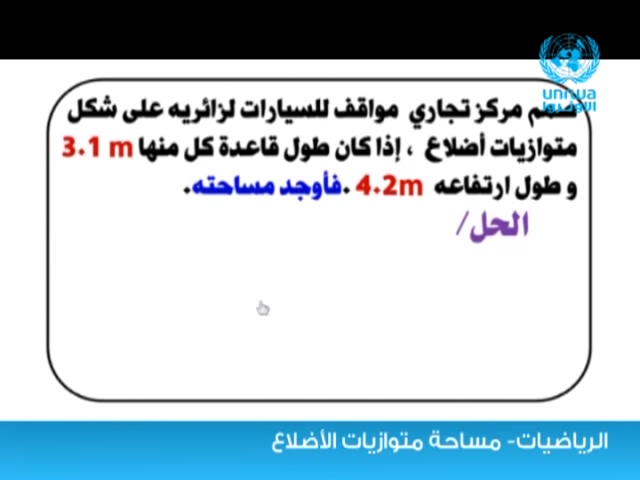 unrwa
الأونروا
صمم مركز تجاري مواقف للسيارات لزائريه على شكل
متوازيات أضلاع ، إذا كان طول قاعدة كل منها 3.1 m
و طول ارتفاعه 4.2m .فأوجد مساحته.
الحل/
الرياضيات- مساحة متوازيات الأضلاع